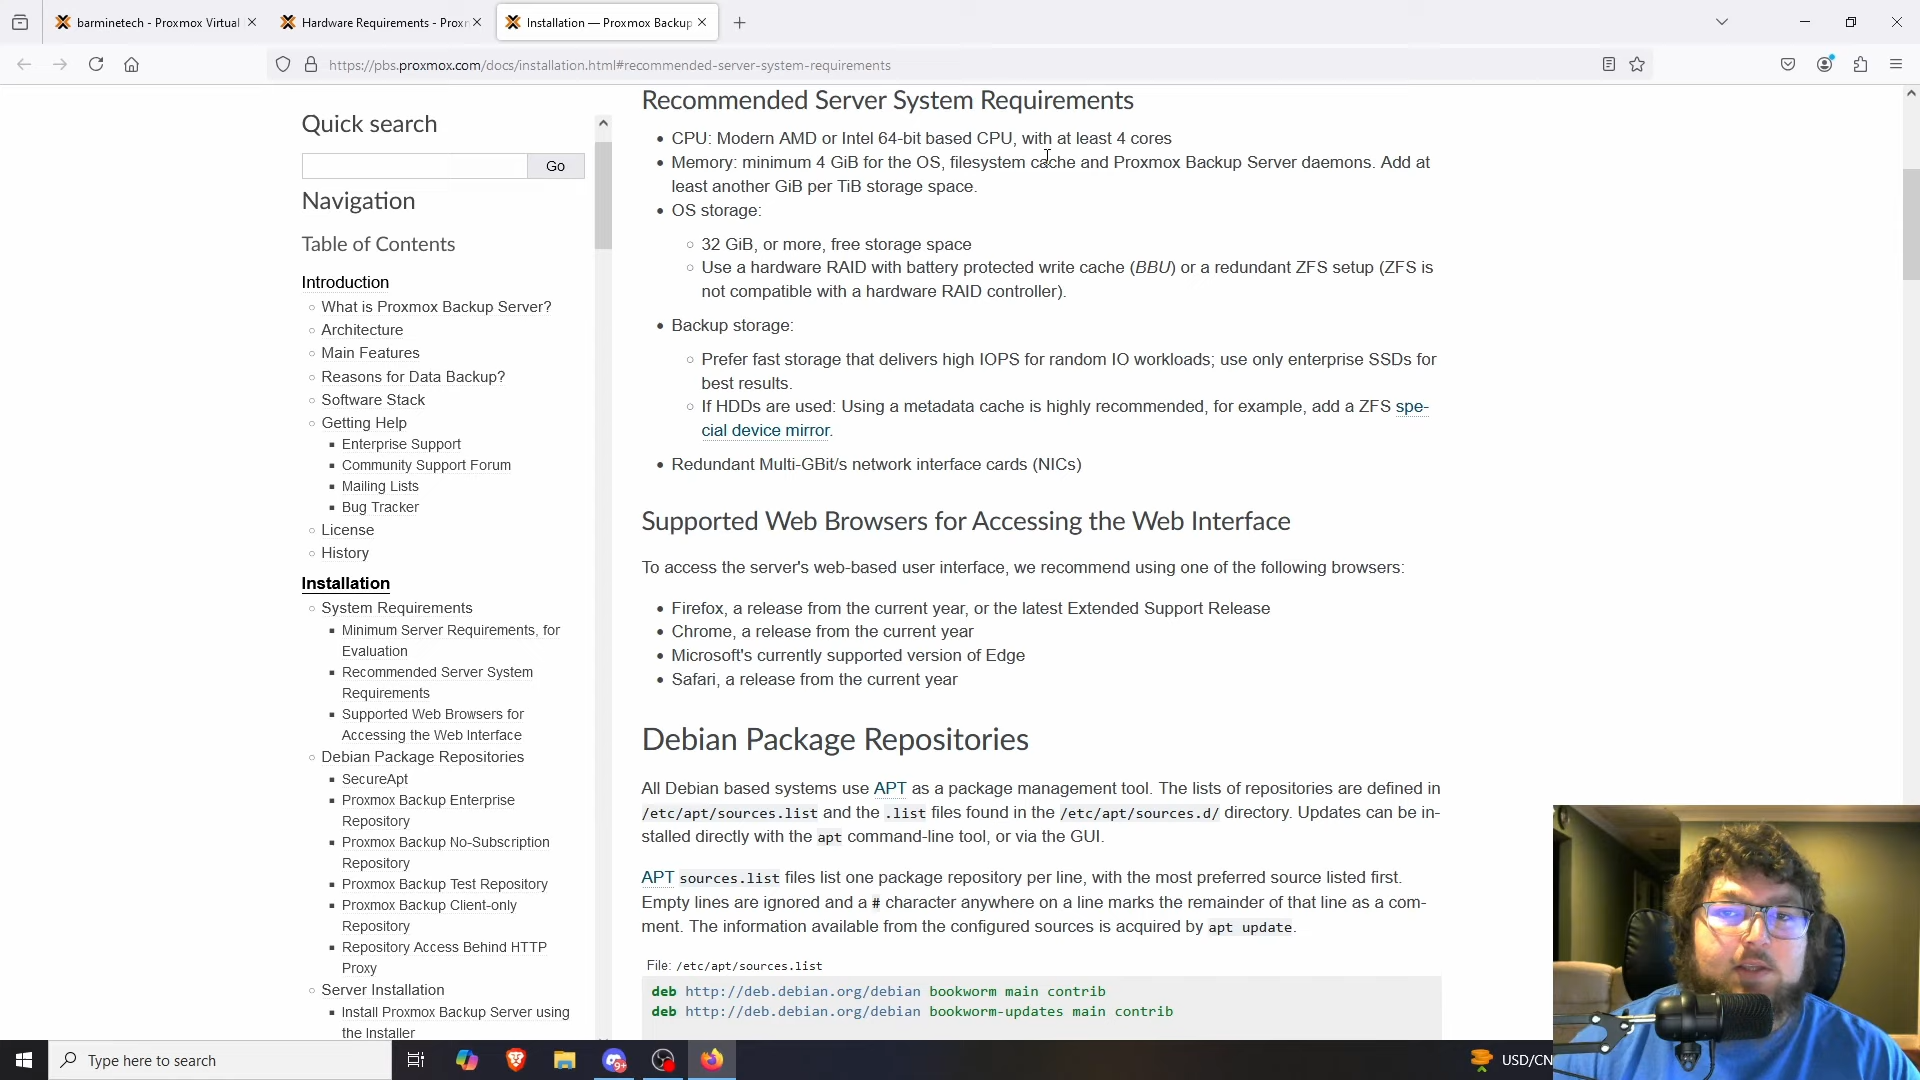 barminetech - Proxmox Virtual
Hardware Requirements - Proxm
Installation — Proxmox Backup
https://pbs.proxmox.com/docs/installation.html#recommended-server-system-requirements
Quick search
Go
Navigation
Table of Contents
Introduction
What is Proxmox Backup Server?
Architecture
Main Features
Reasons for Data Backup?
Software Stack
Getting Help
Enterprise Support
Community Support Forum
Mailing Lists
Bug Tracker
License
History
Installation
System Requirements
Minimum Server Requirements, for
Evaluation
Recommended Server System
Requirements
Supported Web Browsers for
Accessing the Web Interface
Debian Package Repositories
SecureApt
Proxmox Backup Enterprise
Repository
Proxmox Backup No-Subscription
Repository
Proxmox Backup Test Repository
Proxmox Backup Client-only
Repository
Repository Access Behind HTTP
Proxy
Server Installation
Install Proxmox Backup Server using
the Installer
Recommended Server System Requirements
CPU: Modern AMD or Intel 64-bit based CPU, with at least 4 cores
Memory: minimum 4 GiB for the OS, filesystem cache and Proxmox Backup Server daemons. Add at
least another GiB per TiB storage space.
OS storage:
32 GiB, or more, free storage space
Use a hardware RAID with battery protected write cache (BBU) or a redundant ZFS setup (ZFS is
not compatible with a hardware RAID controller).
Backup storage:
Prefer fast storage that delivers high IOPS for random IO workloads; use only enterprise SSDs for
best results.
If HDDs are used: Using a metadata cache is highly recommended, for example, add a ZFS spe-
cial device mirror.
Redundant Multi-GBit/s network interface cards (NICs)
Supported Web Browsers for Accessing the Web Interface
To access the server's web-based user interface, we recommend using one of the following browsers:
Firefox, a release from the current year, or the latest Extended Support Release
Chrome, a release from the current year
Microsoft's currently supported version of Edge
Safari, a release from the current year
Debian Package Repositories
All Debian based systems use APT as a package management tool. The lists of repositories are defined in
/etc/apt/sources.list and the .list files found in the /etc/apt/sources.d/ directory. Updates can be in-
stalled directly with the apt command-line tool, or via the GUI.
APT sources.list files list one package repository per line, with the most preferred source listed first.
Empty lines are ignored and a # character anywhere on a line marks the remainder of that line as a com-
ment. The information available from the configured sources is acquired by apt update.
File: /etc/apt/sources.list
deb http://deb.debian.org/debian bookworm main contrib
deb http://deb.debian.org/debian bookworm-updates main contrib
Type here to search
USD/CN